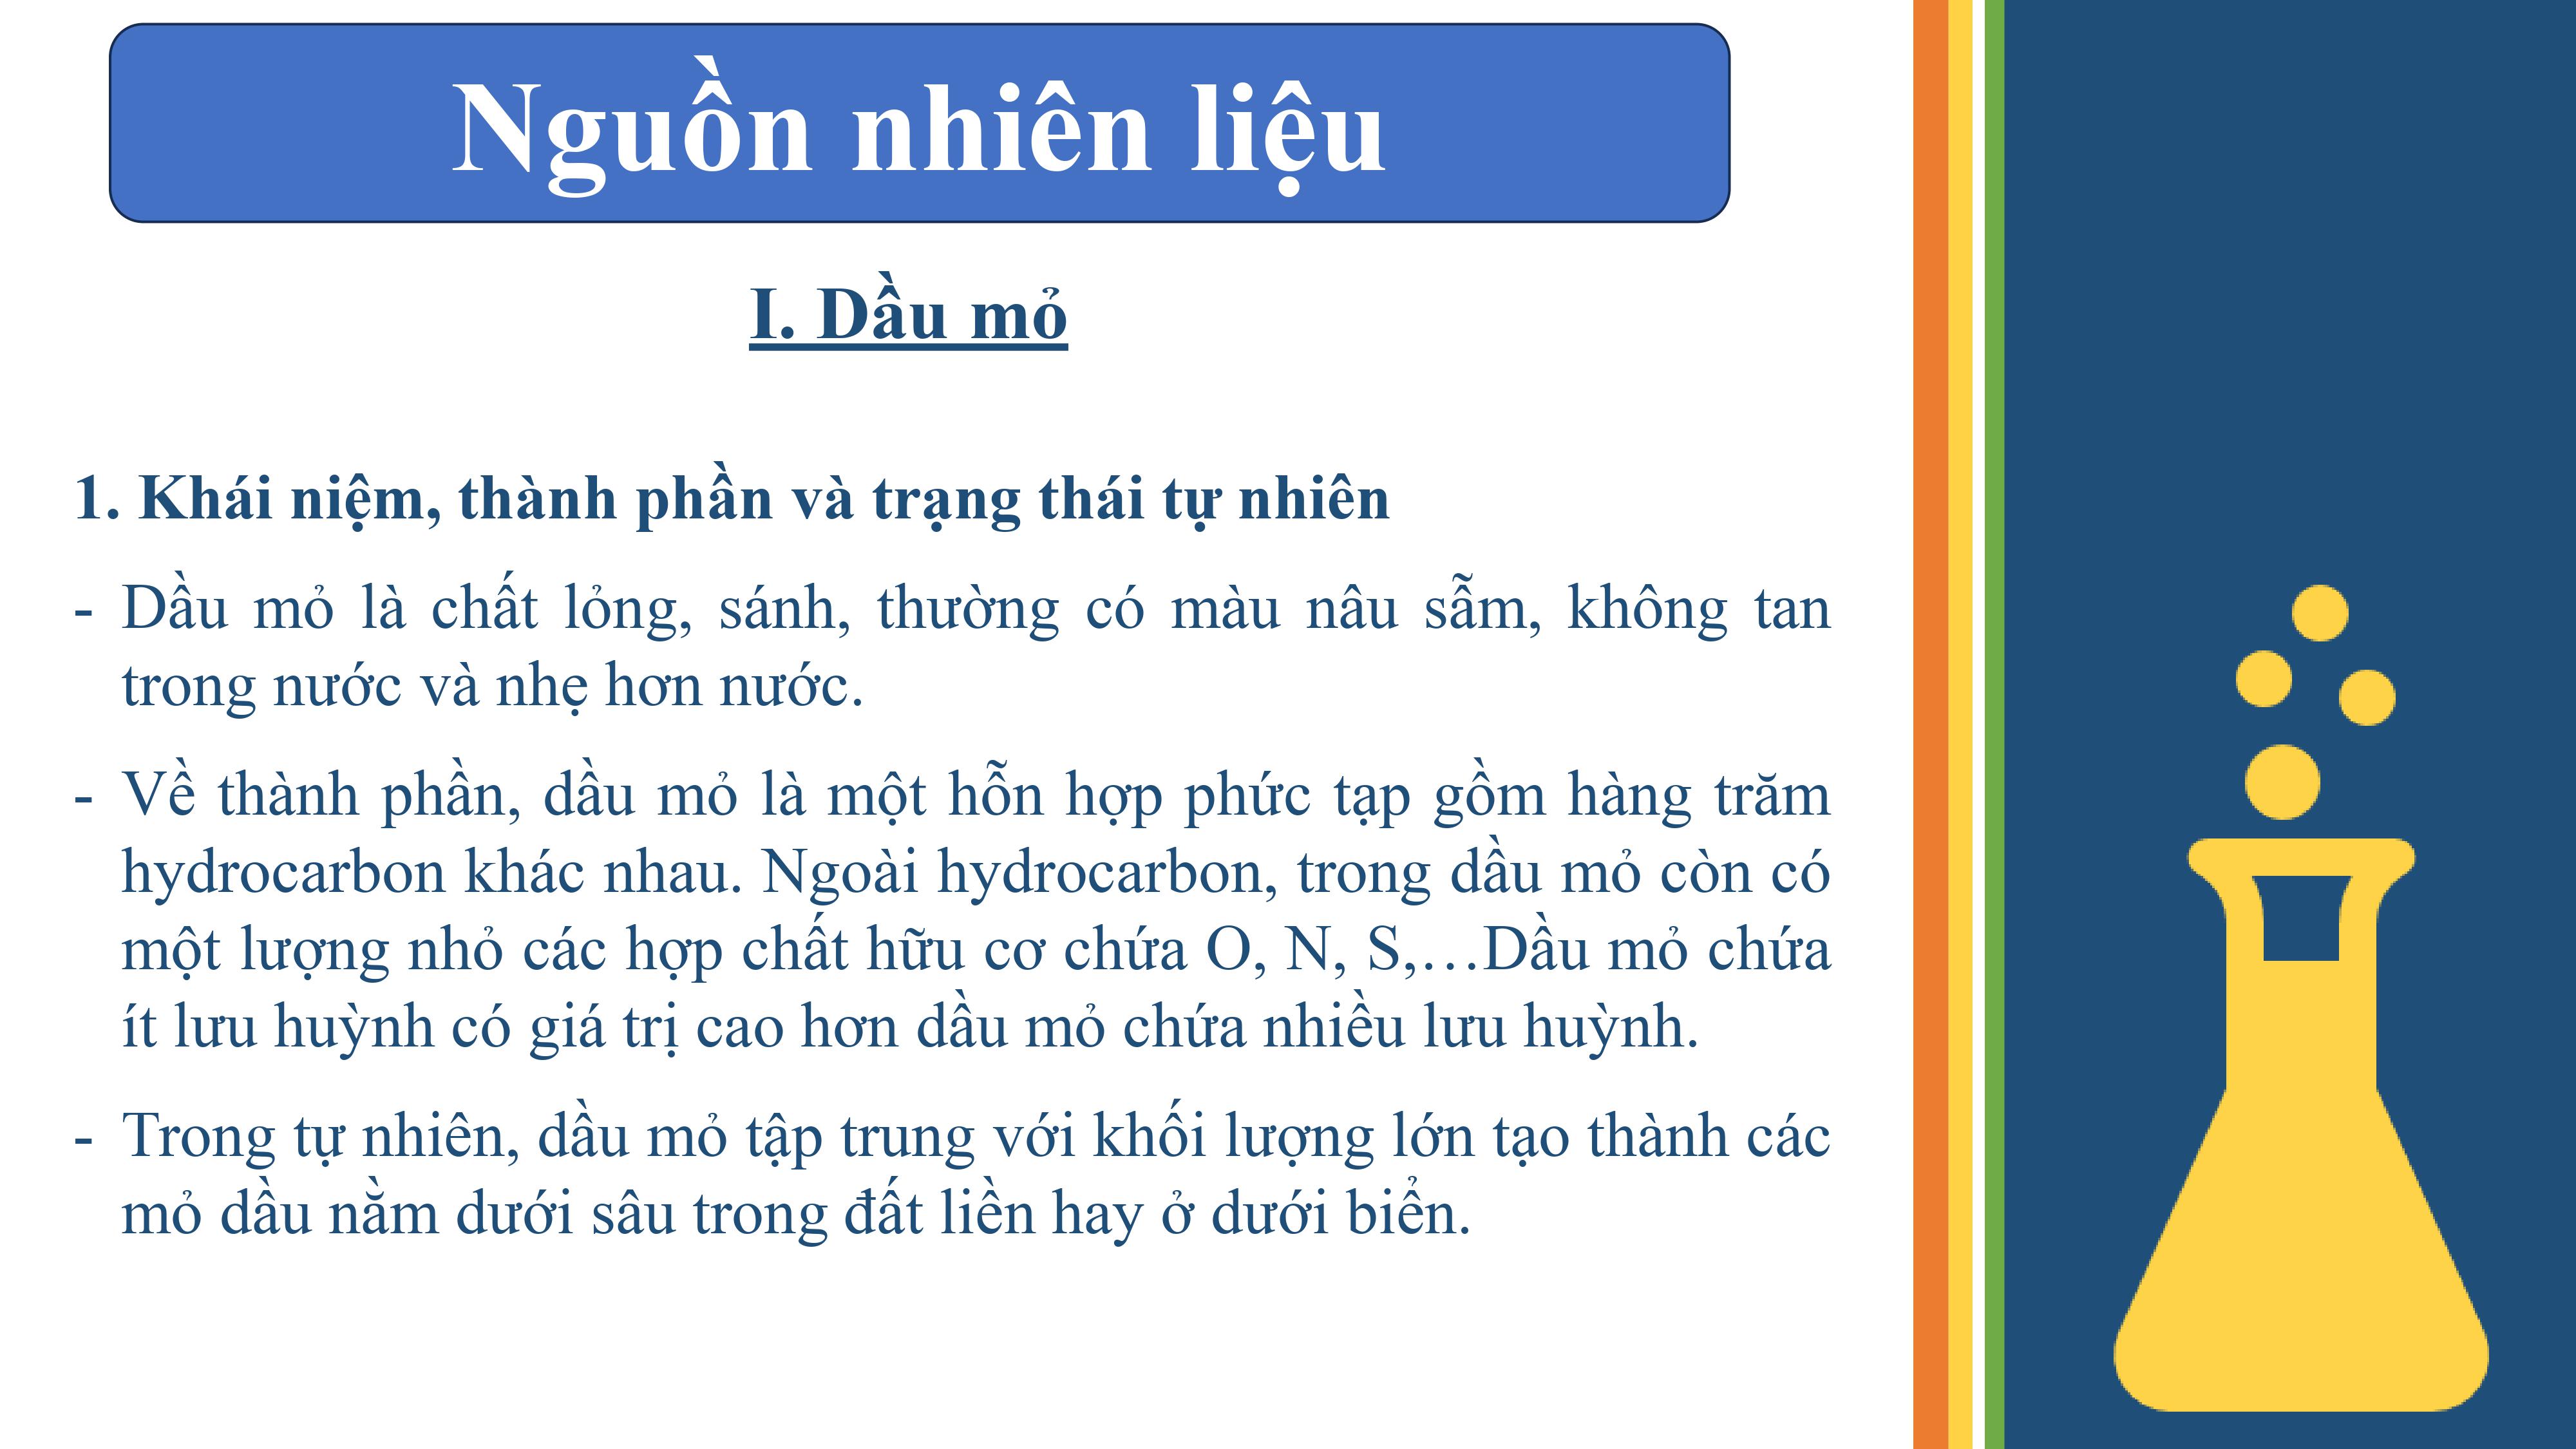 Nguồn nhiên liệu
I. Dầu mỏ
1. Khái niệm, thành phần và trạng thái tự nhiên
- Dầu mỏ là chất lỏng, sánh, thường có màu nâu sẫm, không tan
trong nước và nhẹ hơn nước.
- Về thành phần, dầu mỏ là một hỗn hợp phức tạp gồm hàng trăm
hydrocarbon khác nhau. Ngoài hydrocarbon, trong dầu mỏ còn có
một lượng nhỏ các hợp chất hữu cơ chứa O, N, S,…Dầu mỏ chứa
ít lưu huỳnh có giá trị cao hơn dầu mỏ chứa nhiều lưu huỳnh.
- Trong tự nhiên, dầu mỏ tập trung với khối lượng lớn tạo thành các
mỏ dầu nằm dưới sâu trong đất liền hay ở dưới biển.